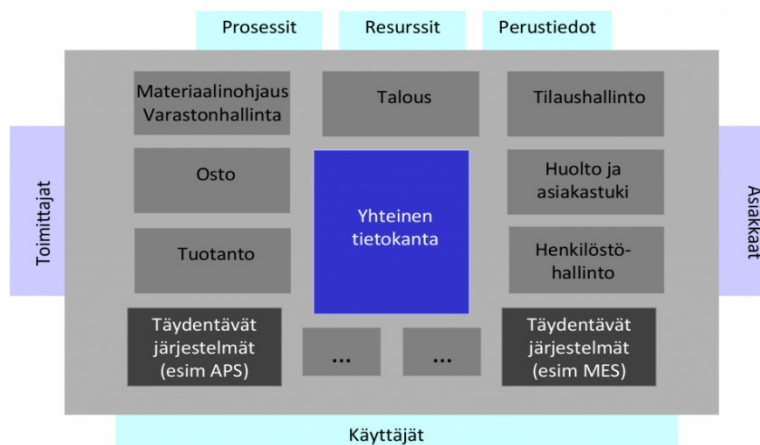 Prosessit
Resurssit
Perustiedot
Materiaalinohjaus
Varastonhallinta
Talous
Tilaushallinto
Toimittajat
Osto
Yhteinen
tietokanta
Huolto ja
asiakastuki
Asiakkaat
Tuotanto
Henkilöstö-
hallinto
Täydentävät
järjestelmät
(esim APS)
...
...
Täydentävät
järjestelmät
(esim MES)
Käyttäjät